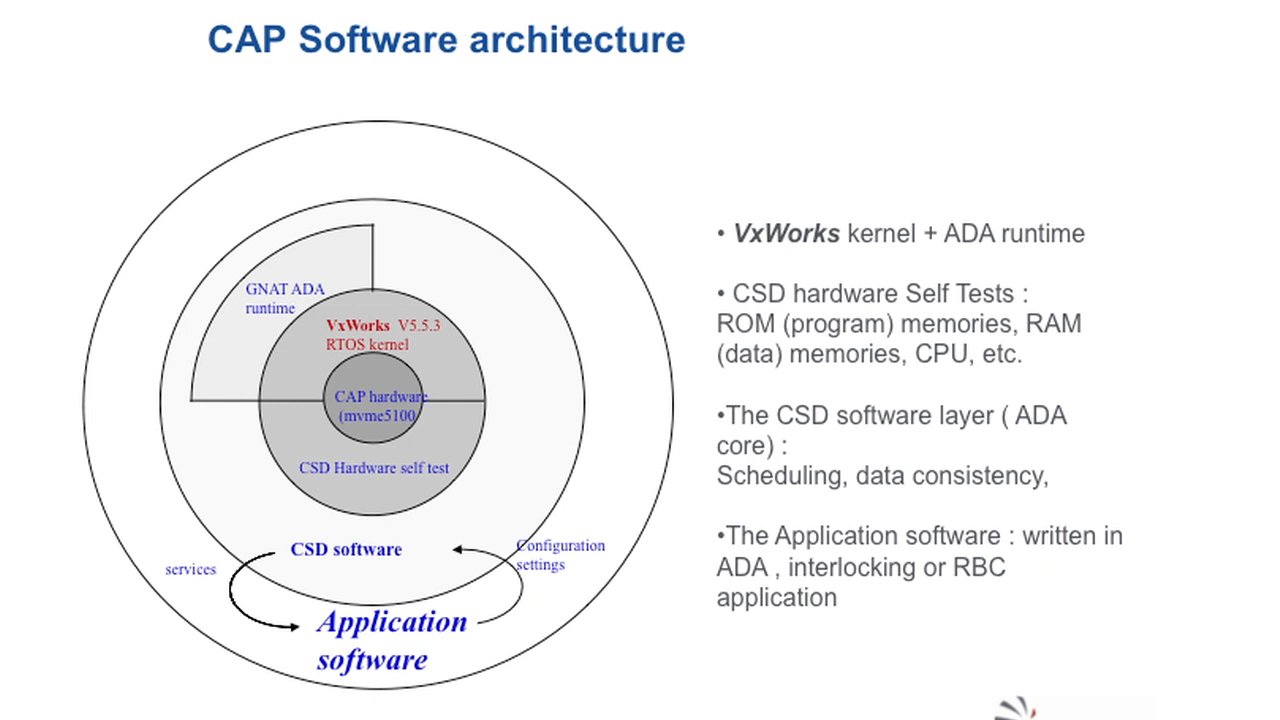 CAP Software architecture
GNAT ADA
runtime
VxWorks V5.5.3
RTOS kernel
CAP hardware
(mvme5100
CSD Hardware self test
CSD software
services
Configuration
settings
Application
software
• VxWorks kernel + ADA runtime
• CSD hardware Self Tests :
ROM (program) memories, RAM
(data) memories, CPU, etc.
•The CSD software layer ( ADA
core) :
Scheduling, data consistency,
•The Application software : written in
ADA , interlocking or RBC
application